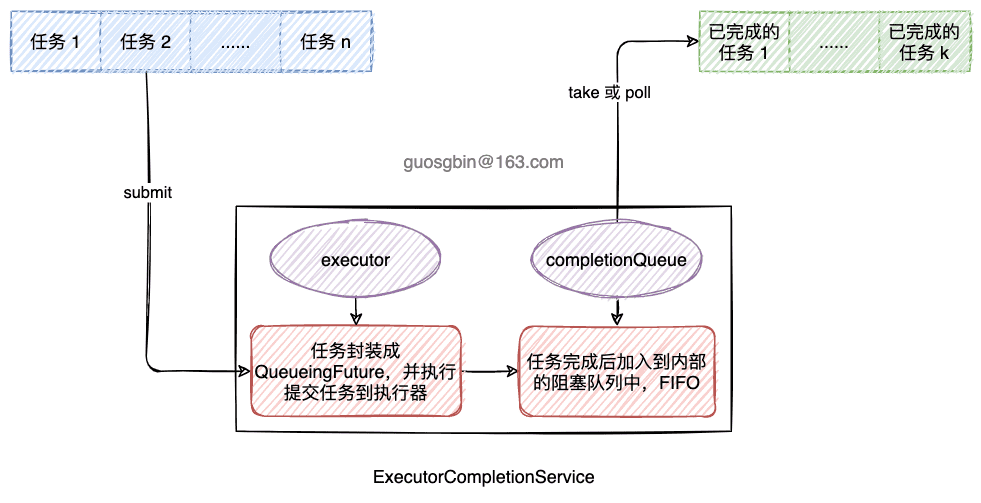 任务 1
任务 2
......
任务 n
已完成的
任务 1
......
已完成的
任务 k
take 或 poll
guosgbin@163.com
submit
executor
completionQueue
任务封装成
QueueingFuture，并执行
提交任务到执行器
任务完成后加入到内部
的阻塞队列中，FIFO
ExecutorCompletionService